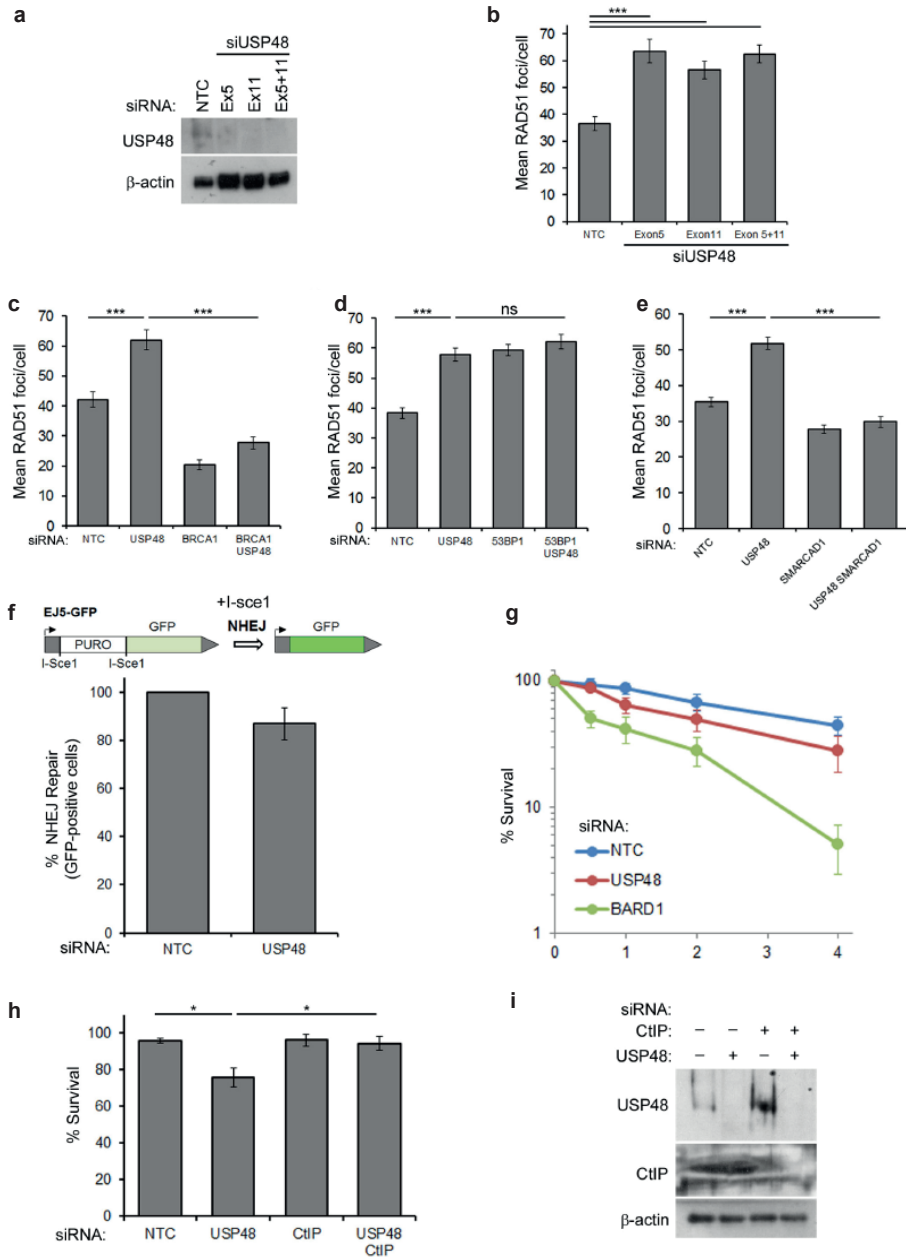 a
siUSP48
siRNA:
NTC
Ex5
Ex11
Ex5+11
USP48
β-actin
b
***
Mean RAD51 foci/cell
70
60
50
40
30
20
10
0
NTC
Exon5
Exon11
Exon 5+11
siUSP48
c
***
***
Mean RAD51 foci/cell
70
60
50
40
30
20
10
0
siRNA:
NTC
USP48
BRCA1
BRCA1
USP48
d
***
ns
Mean RAD51 foci/cell
70
60
50
40
30
20
10
0
siRNA:
NTC
USP48
53BP1
53BP1
USP48
e
***
***
Mean RAD51 foci/cell
60
50
40
30
20
10
0
siRNA:
NTC
USP48
SMARCAD1
USP48 SMARCAD1
f
EJ5-GFP
+I-sce1
NHEJ
PURO
GFP
GFP
I-Sce1
I-Sce1
% NHEJ Repair
(GFP-positive cells)
100
80
60
40
20
0
siRNA:
NTC
USP48
g
% Survival
100
10
1
0
1
2
3
4
siRNA:
NTC
USP48
BARD1
h
*
*
% Survival
100
80
60
40
20
0
siRNA:
NTC
USP48
CtIP
USP48
CtIP
i
siRNA:
CtIP: – – + +
USP48: – + – +
USP48
CtIP
β-actin